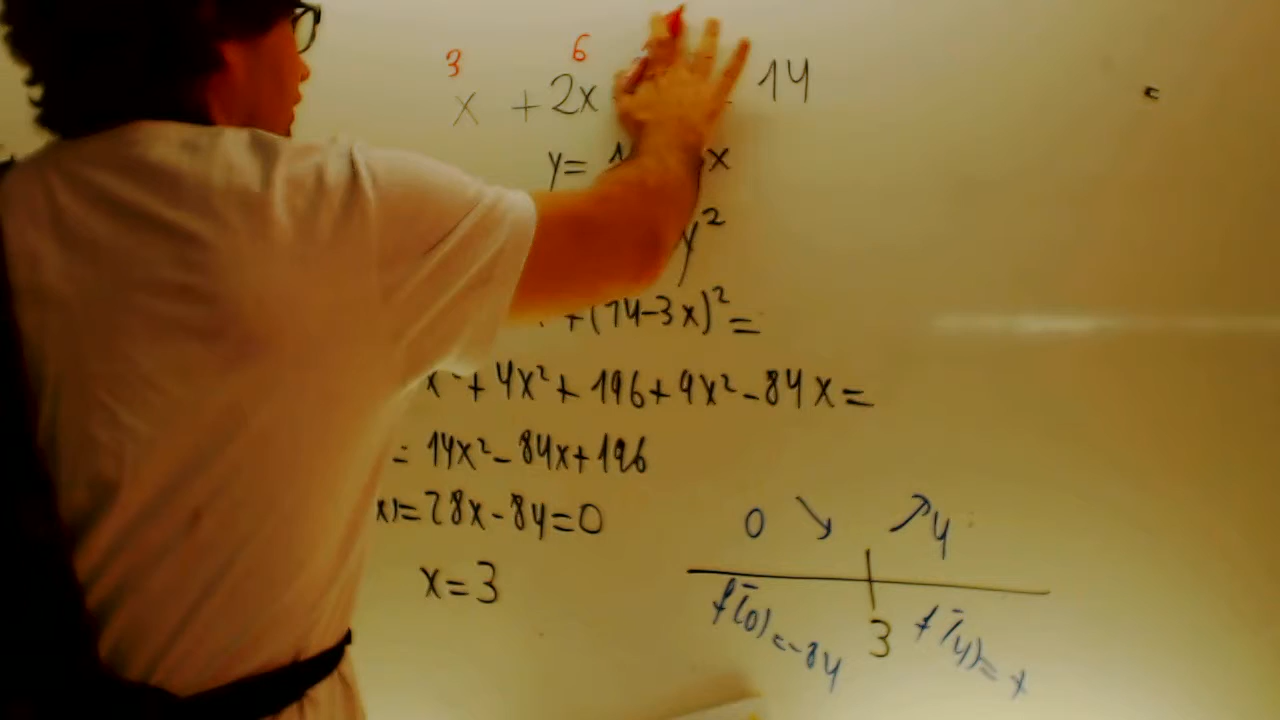 3 6
x + 2x 14
y= x
y²
+(14-3x)²=
x² + 4x² + 196 + 9x² - 84x =
= 14x² - 84x + 196
x)= 28x - 84 = 0
x = 3
0 ↘ ↗ 4
3
f'(0) = -84
f'(4) = +